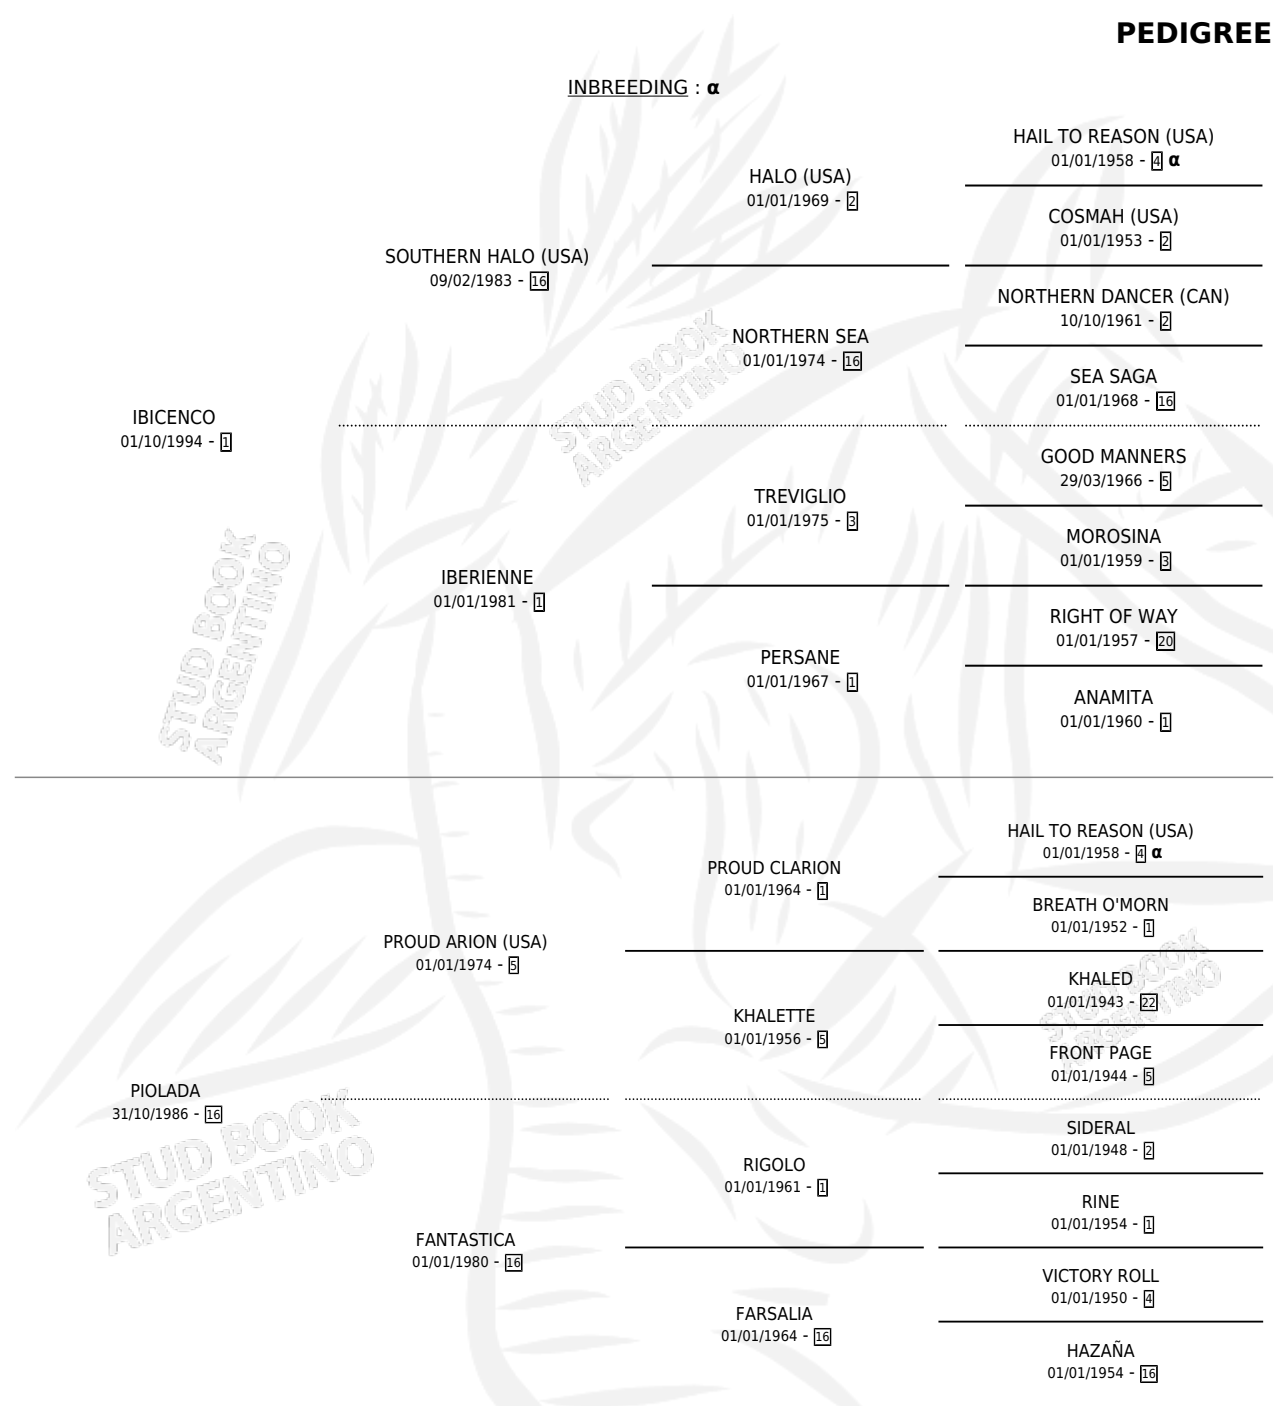 PEDIGREE
INBREEDING : α
HAIL TO REASON (USA)
01/01/1958 - 4 α
HALO (USA)
01/01/1969 - 2
COSMAH (USA)
01/01/1953 - 2
SOUTHERN HALO (USA)
09/02/1983 - 16
NORTHERN DANCER (CAN)
10/10/1961 - 2
NORTHERN SEA
01/01/1974 - 16
SEA SAGA
01/01/1968 - 16
IBICENCO
01/10/1994 - 1
GOOD MANNERS
29/03/1966 - 5
TREVIGLIO
01/01/1975 - 3
MOROSINA
01/01/1959 - 3
IBERIENNE
01/01/1981 - 1
RIGHT OF WAY
01/01/1957 - 20
PERSANE
01/01/1967 - 1
ANAMITA
01/01/1960 - 1
HAIL TO REASON (USA)
01/01/1958 - 4 α
PROUD CLARION
01/01/1964 - 1
BREATH O'MORN
01/01/1952 - 1
PROUD ARION (USA)
01/01/1974 - 5
KHALED
01/01/1943 - 22
KHALETTE
01/01/1956 - 5
FRONT PAGE
01/01/1944 - 5
PIOLADA
31/10/1986 - 16
SIDERAL
01/01/1948 - 2
RIGOLO
01/01/1961 - 1
RINE
01/01/1954 - 1
FANTASTICA
01/01/1980 - 16
VICTORY ROLL
01/01/1950 - 4
FARSALIA
01/01/1964 - 16
HAZAÑA
01/01/1954 - 16
STUD BOOK
ARGENTINO
STUD BOOK
ARGENTINO
STUD BOOK
ARGENTINO
STUD BOOK
ARGENTINO